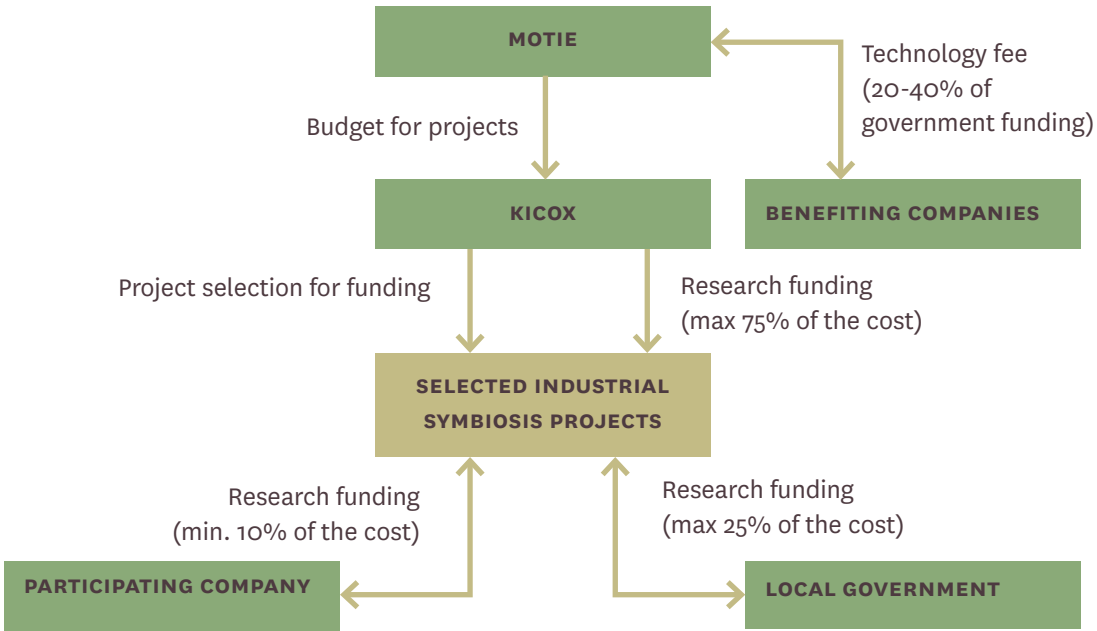 MOTIE
Technology fee
(20-40% of
government funding)
Budget for projects
KICOX
BENEFITING COMPANIES
Project selection for funding
Research funding
(max 75% of the cost)
SELECTED INDUSTRIAL
SYMBIOSIS PROJECTS
Research funding
(min. 10% of the cost)
Research funding
(max 25% of the cost)
PARTICIPATING COMPANY
LOCAL GOVERNMENT